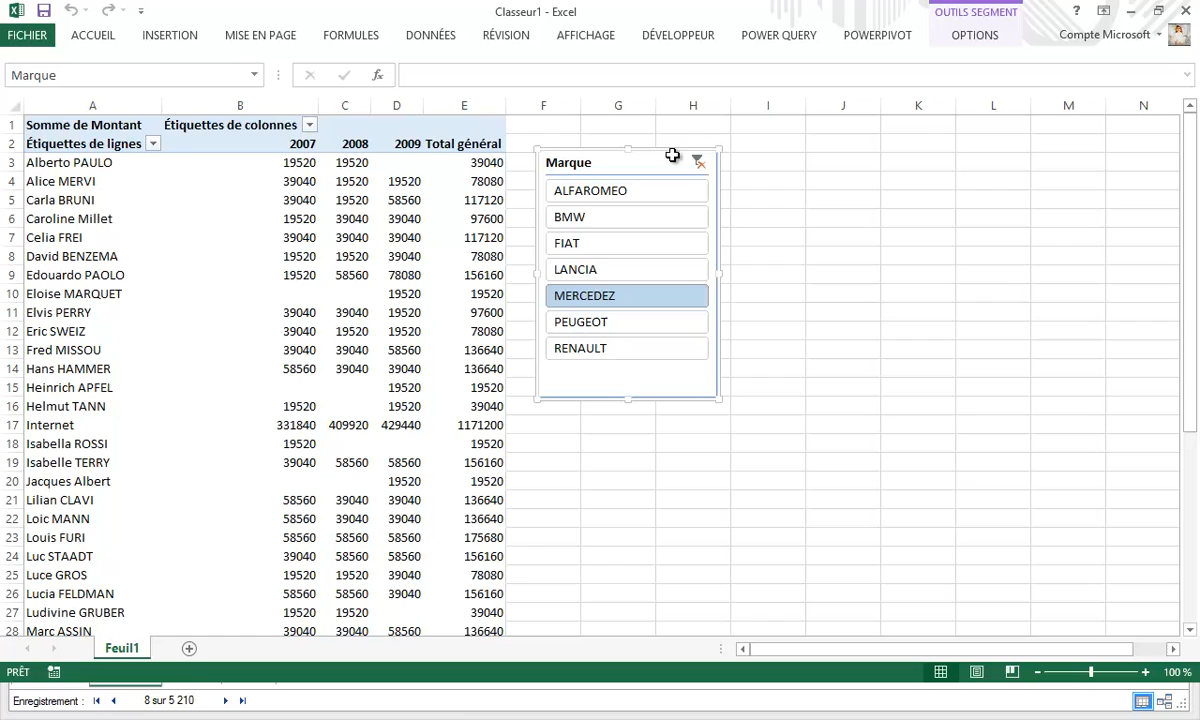 Classeur1 - Excel
OUTILS SEGMENT
?
FICHIER ACCUEIL INSERTION MISE EN PAGE FORMULES DONNÉES RÉVISION AFFICHAGE DÉVELOPPEUR POWER QUERY POWERPIVOT OPTIONS Compte Microsoft
Marque fx
A B C D E F G H I J K L M N
1 Somme de Montant Étiquettes de colonnes
2 Étiquettes de lignes 2007 2008 2009 Total général
3 Alberto PAULO 19520 19520 39040
4 Alice MERVI 39040 19520 19520 78080
5 Carla BRUNI 39040 19520 58560 117120
6 Caroline Millet 19520 39040 39040 97600
7 Celia FREI 39040 39040 39040 117120
8 David BENZEMA 19520 19520 39040 78080
9 Edouardo PAOLO 19520 58560 78080 156160
10 Eloise MARQUET 19520 19520
11 Elvis PERRY 39040 39040 19520 97600
12 Eric SWEIZ 39040 19520 19520 78080
13 Fred MISSOU 39040 39040 58560 136640
14 Hans HAMMER 58560 39040 39040 136640
15 Heinrich APFEL 19520 19520
16 Helmut TANN 19520 19520 39040
17 Internet 331840 409920 429440 1171200
18 Isabella ROSSI 19520 19520
19 Isabelle TERRY 39040 58560 58560 156160
20 Jacques Albert 19520 19520
21 Lilian CLAVI 58560 39040 39040 136640
22 Loic MANN 58560 39040 39040 136640
23 Louis FURI 58560 58560 58560 175680
24 Luc STAADT 39040 58560 58560 156160
25 Luce GROS 19520 19520 39040 78080
26 Lucia FELDMAN 58560 58560 39040 156160
27 Ludivine GRUBER 19520 19520 39040
28 Marc ASSIN 39040 39040 58560 136640
Marque
ALFAROMEO
BMW
FIAT
LANCIA
MERCEDEZ
PEUGEOT
RENAULT
Feuil1
PRÊT 100 %
Enregistrement : 8 sur 5 210